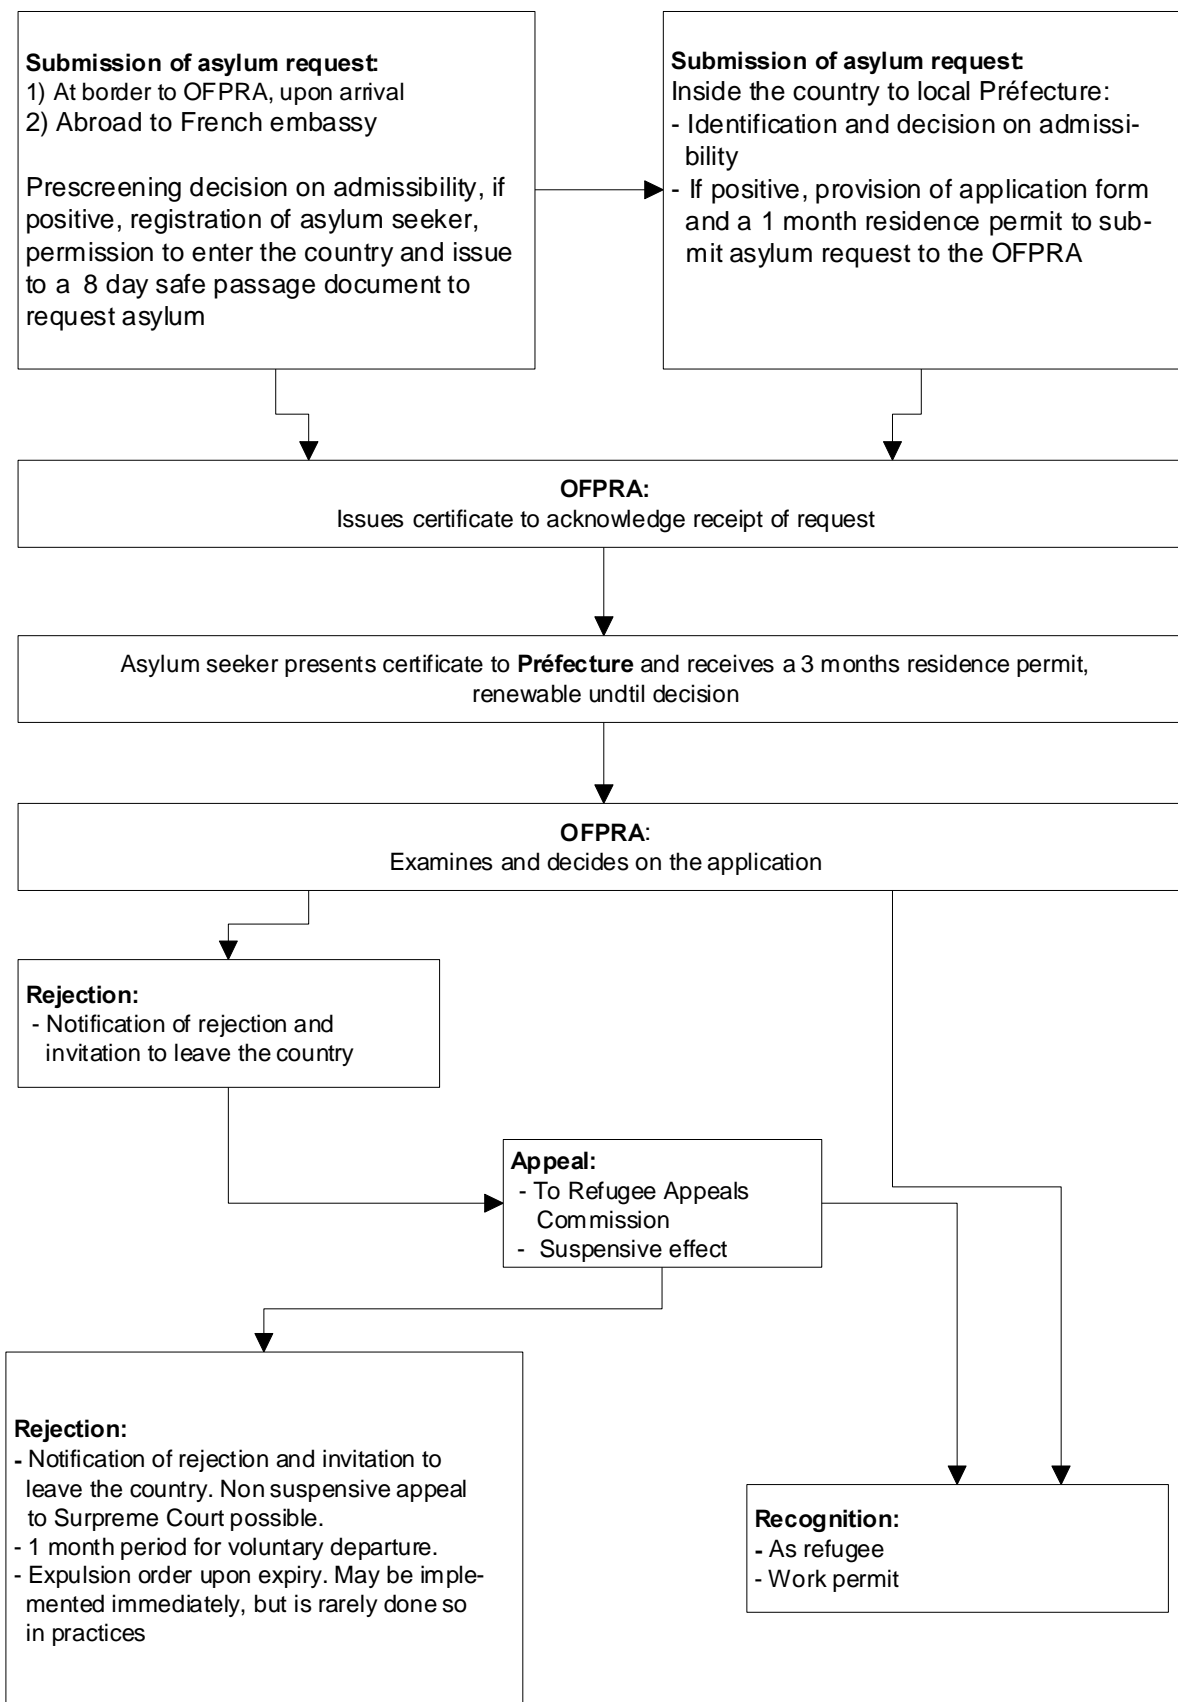 Submission of asylum request:
1) At border to OFPRA, upon arrival
2) Abroad to French embassy
Prescreening decision on admissibility, if
positive, registration of asylum seeker,
permission to enter the country and issue
to a 8 day safe passage document to
request asylum
Submission of asylum request:
Inside the country to local Préfecture:
- Identification and decision on admissi-
bility
- If positive, provision of application form
and a 1 month residence permit to sub-
mit asylum request to the OFPRA
OFPRA:
Issues certificate to acknowledge receipt of request
Asylum seeker presents certificate to Préfecture and receives a 3 months residence permit,
renewable undtil decision
OFPRA:
Examines and decides on the application
Rejection:
- Notification of rejection and
invitation to leave the country
Appeal:
- To Refugee Appeals
Commission
- Suspensive effect
Rejection:
- Notification of rejection and invitation to
leave the country. Non suspensive appeal
to Surpreme Court possible.
- 1 month period for voluntary departure.
- Expulsion order upon expiry. May be imple-
mented immediately, but is rarely done so
in practices
Recognition:
- As refugee
- Work permit